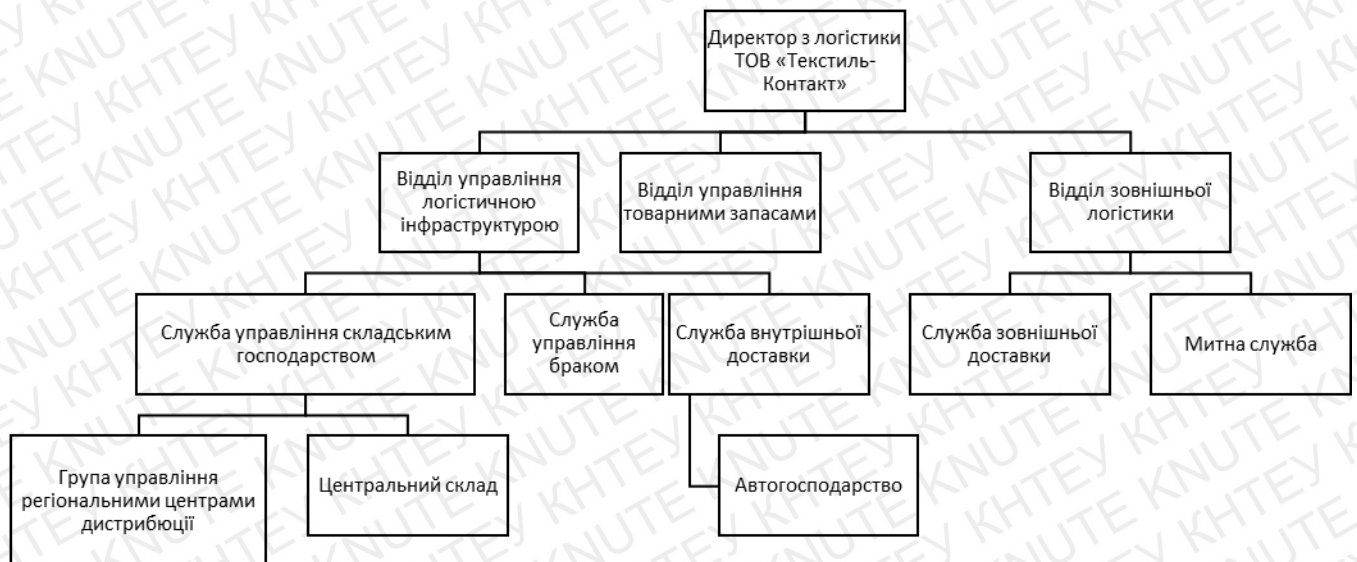 Директор з логістики
ТОВ «Текстиль-
Контакт»
Відділ управління
логістичною
інфраструктурою
Відділ управління
товарними запасами
Відділ зовнішньої
логістики
Служба управління складським
господарством
Служба
управління
браком
Служба внутрішньої
доставки
Служба зовнішньої
доставки
Митна служба
Група управління
регіональними центрами
дистрибюції
Центральний склад
Автогосподарство